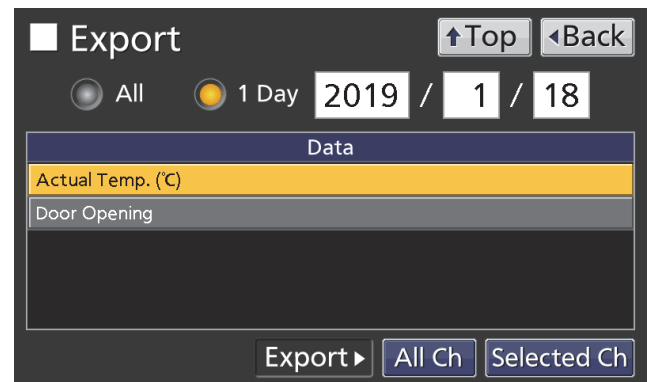 Export ↑Top ◂Back
All 1 Day 2019 / 1 / 18
Data
Actual Temp. (℃)
Door Opening
Export▶ All Ch Selected Ch